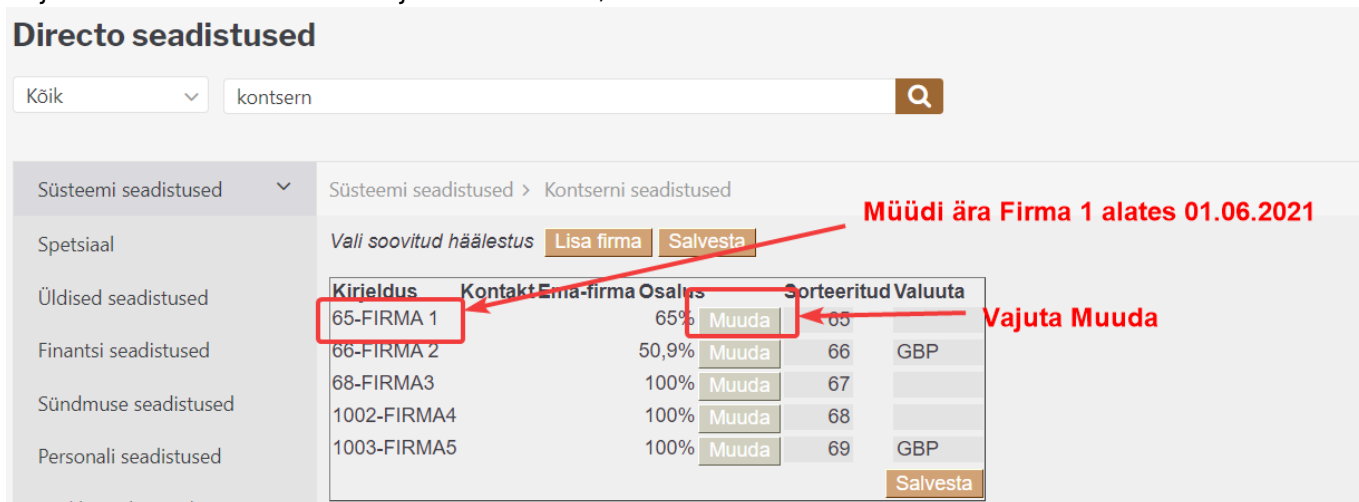 Directo seadistused
Kõik
kontsern
Süsteemi seadistused
Süsteemi seadistused > Kontserni seadistused
Müüdi ära Firma 1 alates 01.06.2021
Spetsiaal
Vali soovitud häälestus Lisa firma Salvesta
Üldised seadistused
Kirjeldus Kontakt Ema-firma Osalus Sorteeritud Valuuta
65-FIRMA 1 65% Muuda 65
Vajuta Muuda
Finantsi seadistused
66-FIRMA 2 50,9% Muuda 66 GBP
68-FIRMA3 100% Muuda 67
Sündmuse seadistused
1002-FIRMA4 100% Muuda 68
Personali seadistused
1003-FIRMA5 100% Muuda 69 GBP
Salvesta